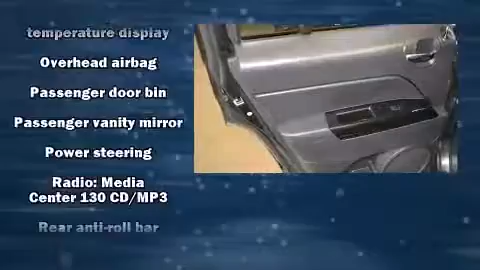 temperature display
Overhead airbag
Passenger door bin
Passenger vanity mirror
Power steering
Radio: Media
Center 130 CD/MP3
Rear anti-roll bar